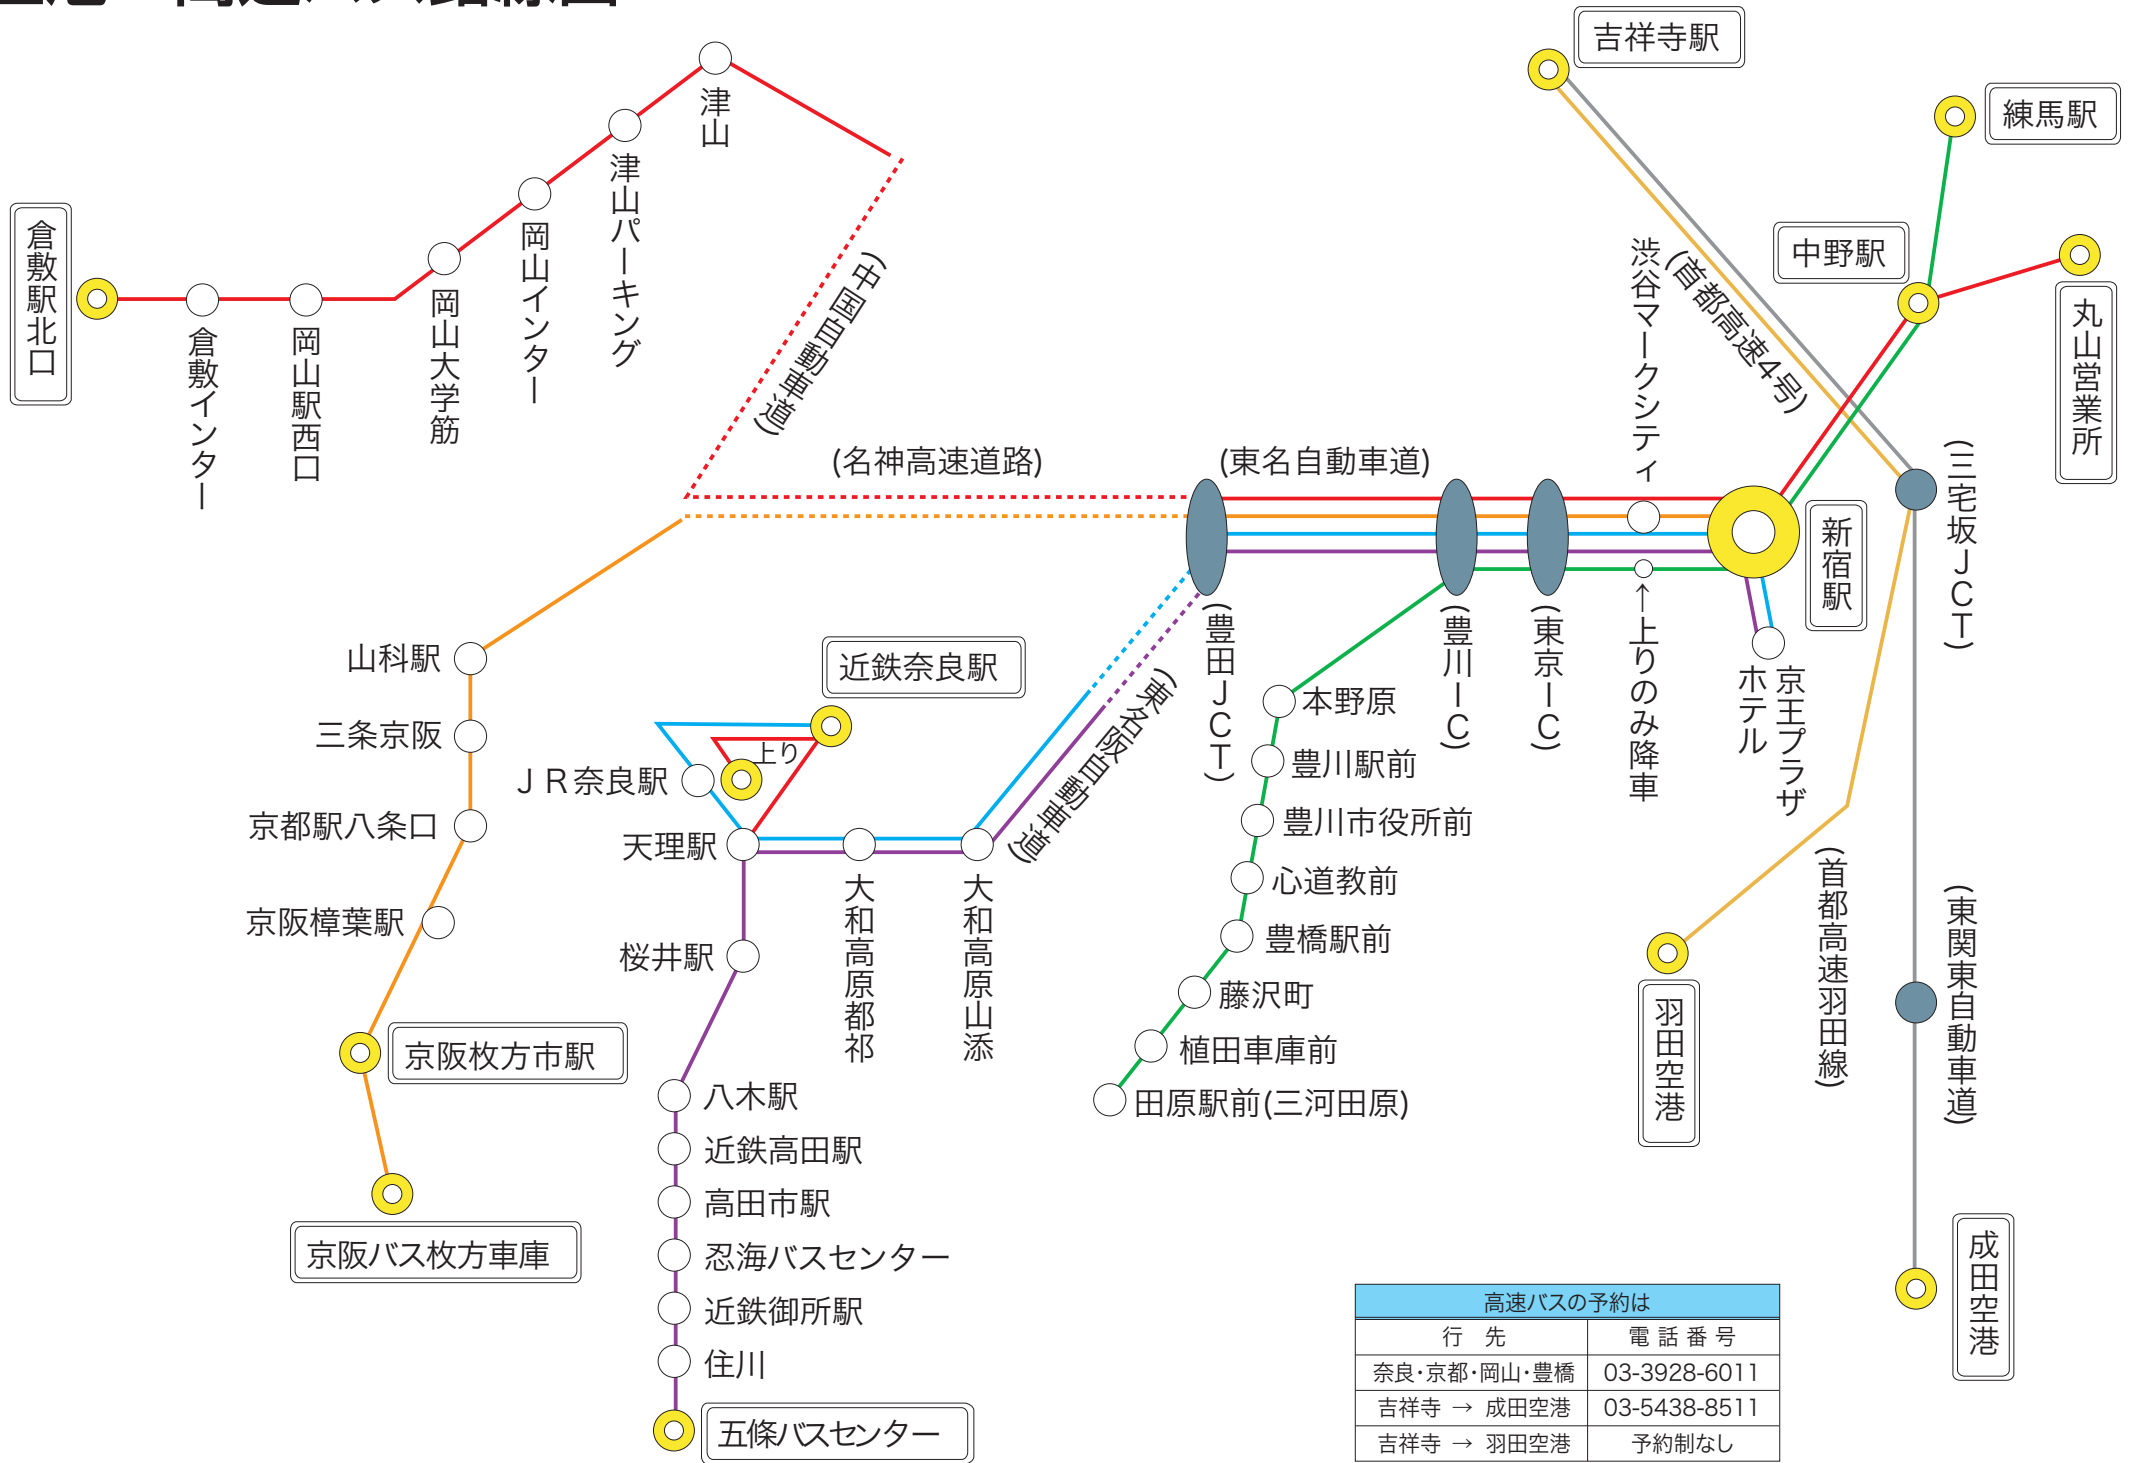 吉祥寺駅
練馬駅
中野駅
丸山営業所
津山
津山パーキング
岡山インター
岡山大学筋
岡山駅西口
倉敷インター
倉敷駅北口
(中国自動車道)
(名神高速道路)
(東名自動車道)
渋谷マークシティ
(首都高速4号)
新宿駅
(三宅坂JCT)
山科駅
三条京阪
京都駅八条口
京阪樟葉駅
京阪枚方市駅
京阪バス枚方車庫
近鉄奈良駅
上り
JR奈良駅
天理駅
大和高原都祁
大和高原山添
(東名阪自動車道)
桜井駅
八木駅
近鉄高田駅
高田市駅
忍海バスセンター
近鉄御所駅
住川
五條バスセンター
(豊田JCT)
(豊川IC)
(東京IC)
↑上りのみ降車
京王プラザ
ホテル
本野原
豊川駅前
豊川市役所前
心道教前
豊橋駅前
藤沢町
植田車庫前
田原駅前(三河田原)
羽田空港
(首都高速羽田線)
(東関東自動車道)
成田空港
高速バスの予約は
行 先 電話番号
奈良・京都・岡山・豊橋 03-3928-6011
吉祥寺 → 成田空港 03-5438-8511
吉祥寺 → 羽田空港 予約制なし